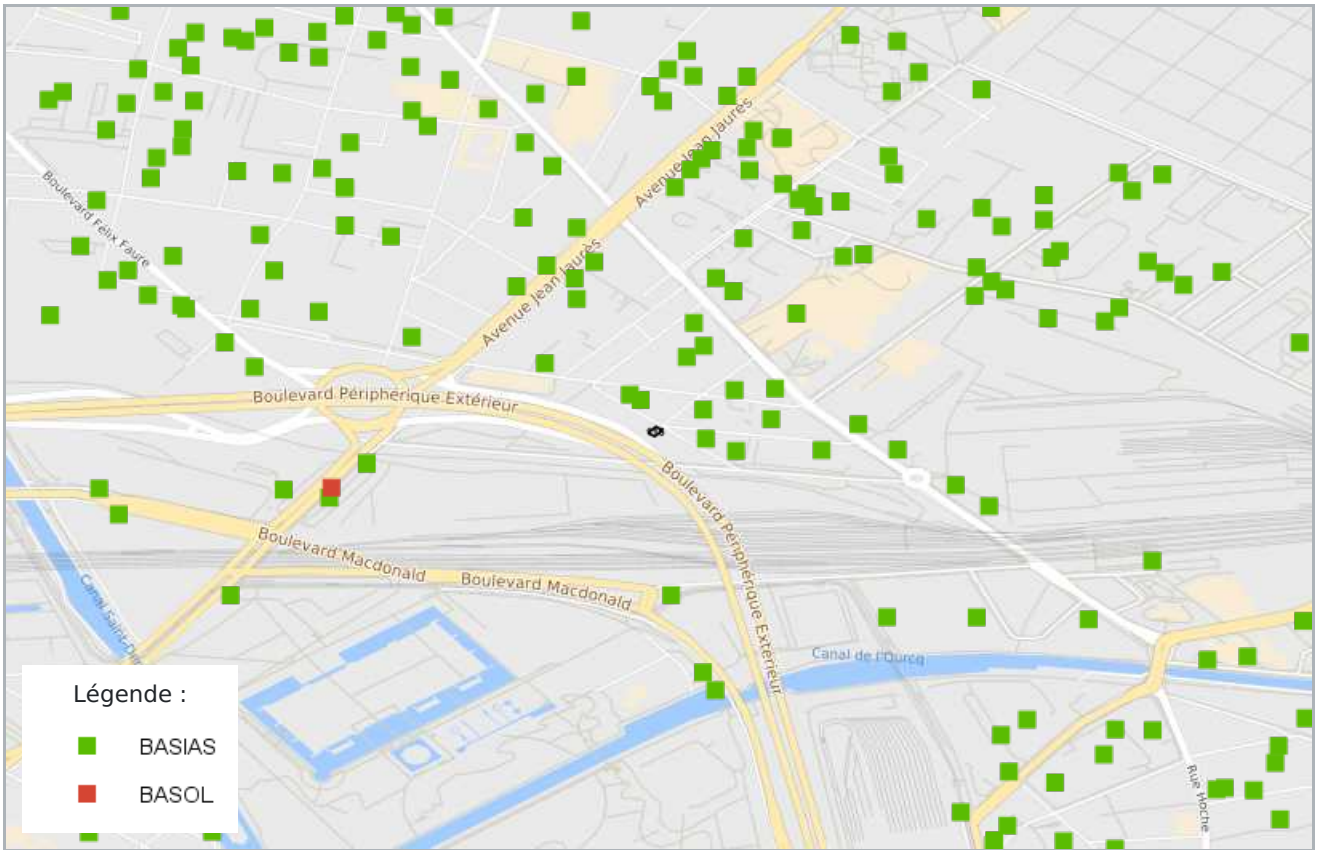 Avenue Jean Jaurès
Boulevard Félix Faure
Avenue Jean Jaurès
Boulevard Périphérique Extérieur
Boulevard Périphérique Extérieur
Boulevard Macdonald
Boulevard Macdonald
Canal Saint-De
Canal de l'Ourcq
Légende :
BASIAS
BASOL
Rue Hoche